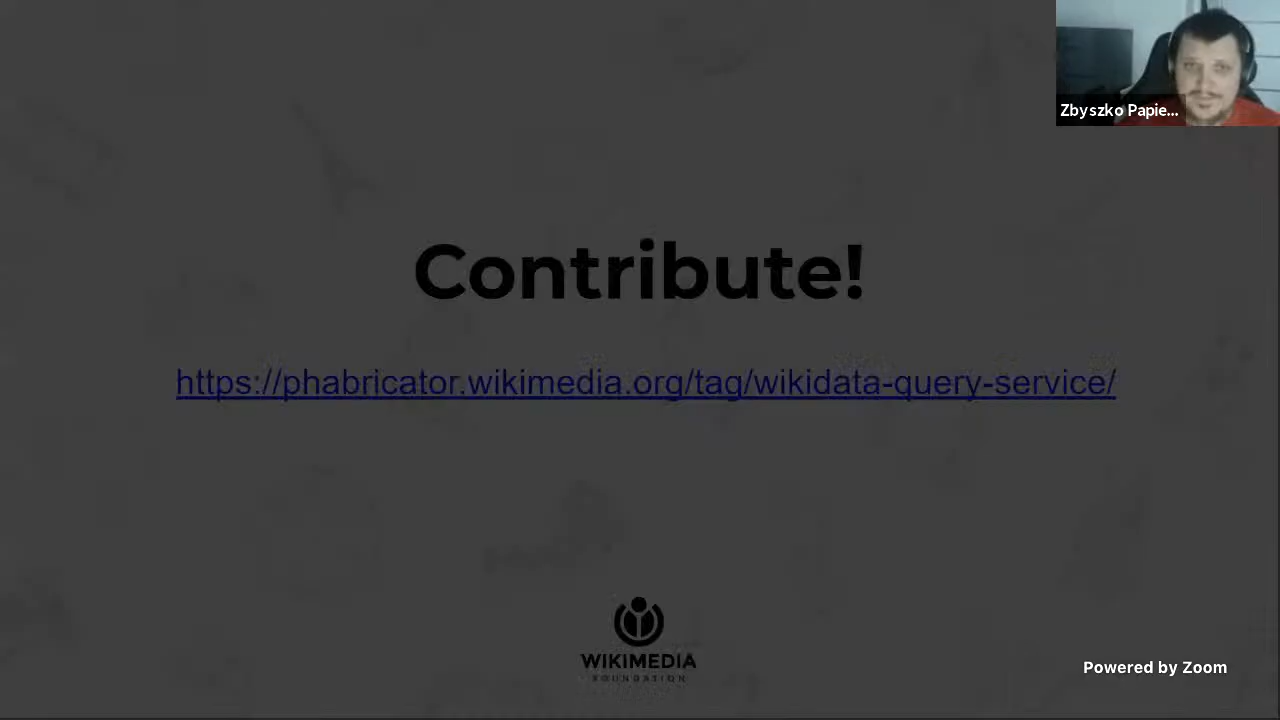 Zbyszko Papie...
Contribute!
https://phabricator.wikimedia.org/tag/wikidata-query-service/
WIKIMEDIA
FOUNDATION
Powered by Zoom